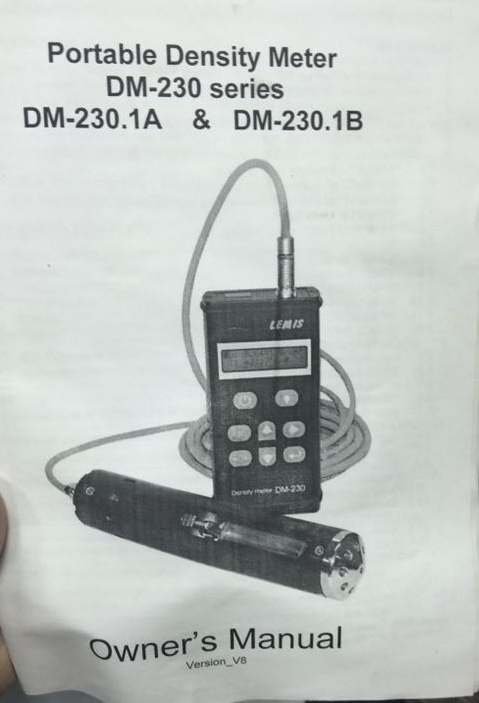 Portable Density Meter
DM-230 series
DM-230.1A & DM-230.1B
LEMIS
Density meter DM-230
Owner's Manual
Version_V8